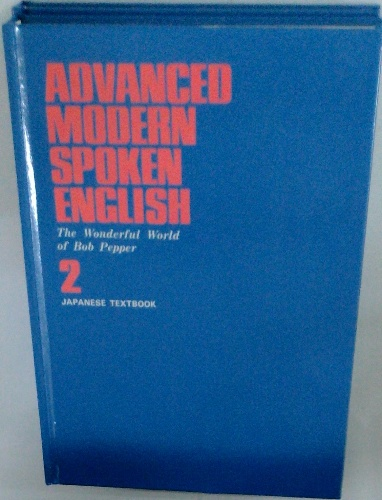 ADVANCED
MODERN
SPOKEN
ENGLISH
The Wonderful World
of Bob Pepper
2
JAPANESE TEXTBOOK